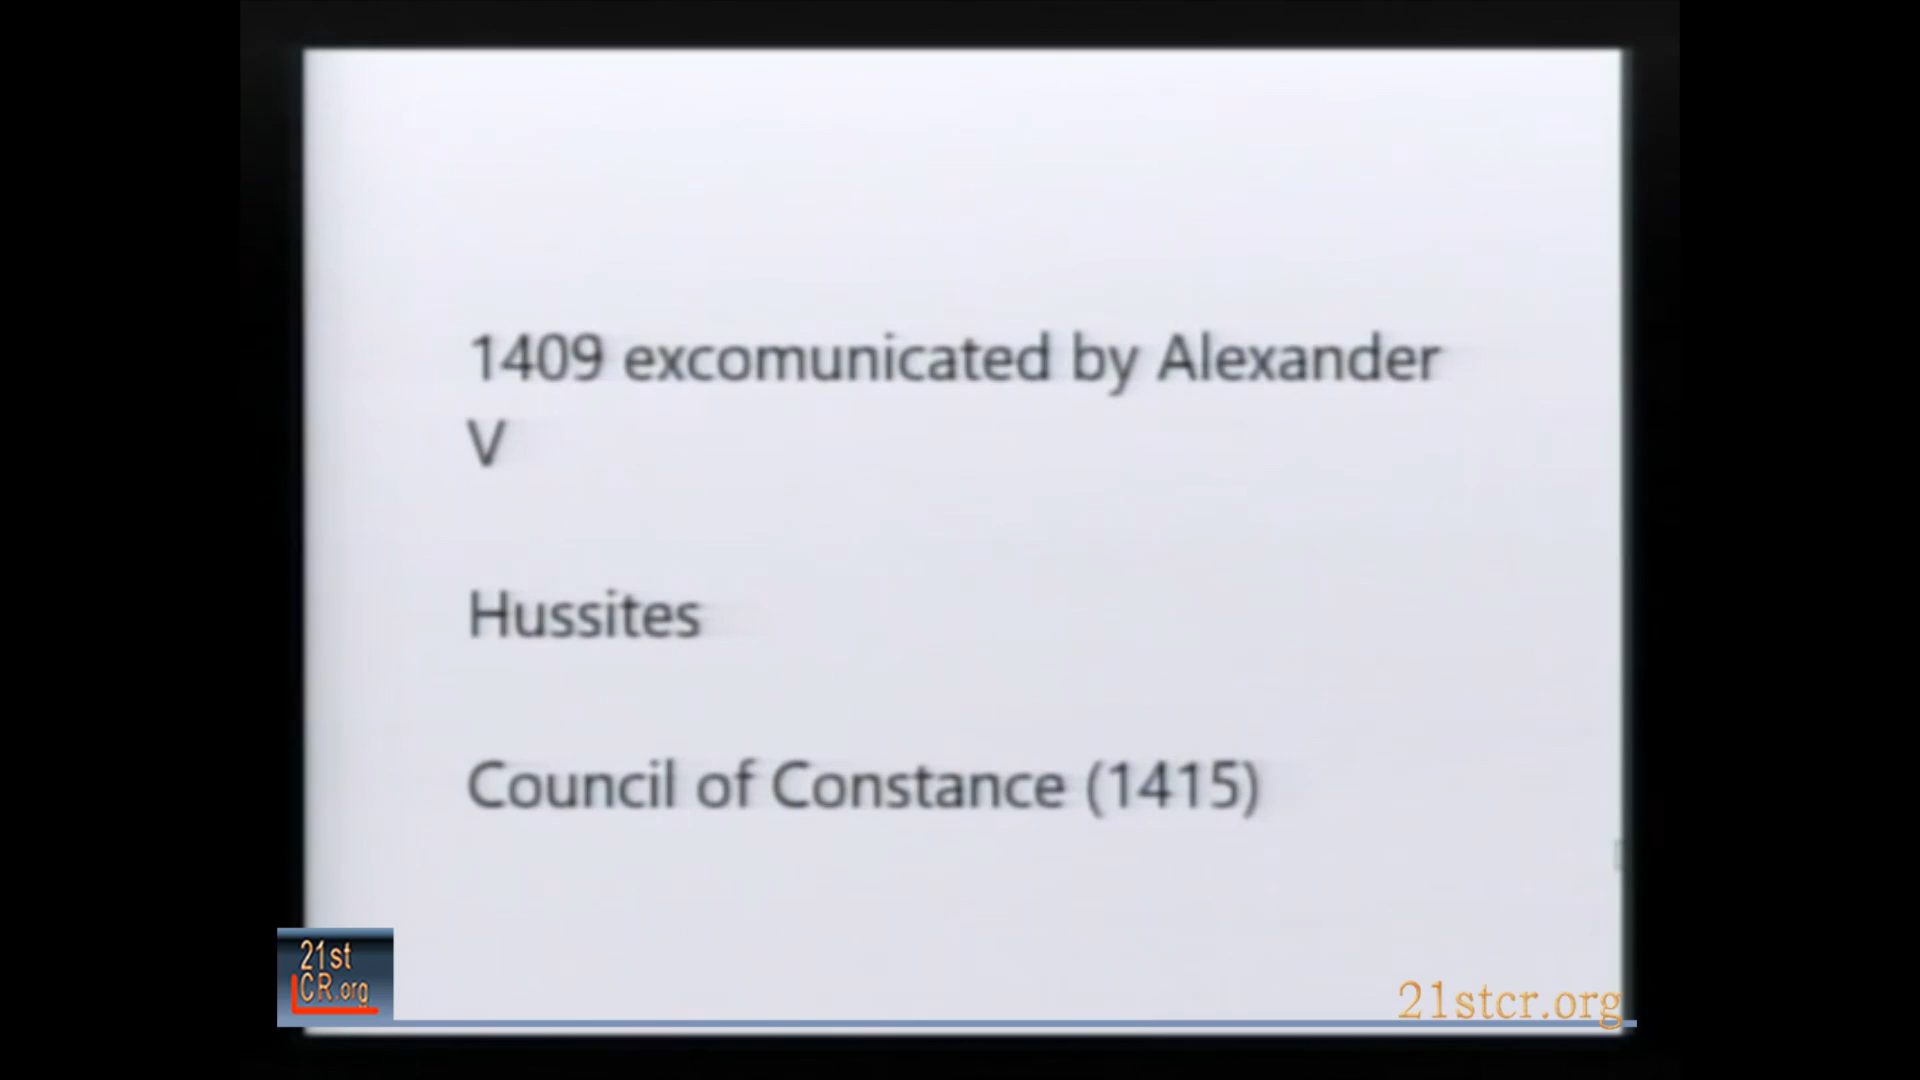 1409 excomunicated by Alexander
V
Hussites
Council of Constance (1415)
21st
CR.org
21stcr.org